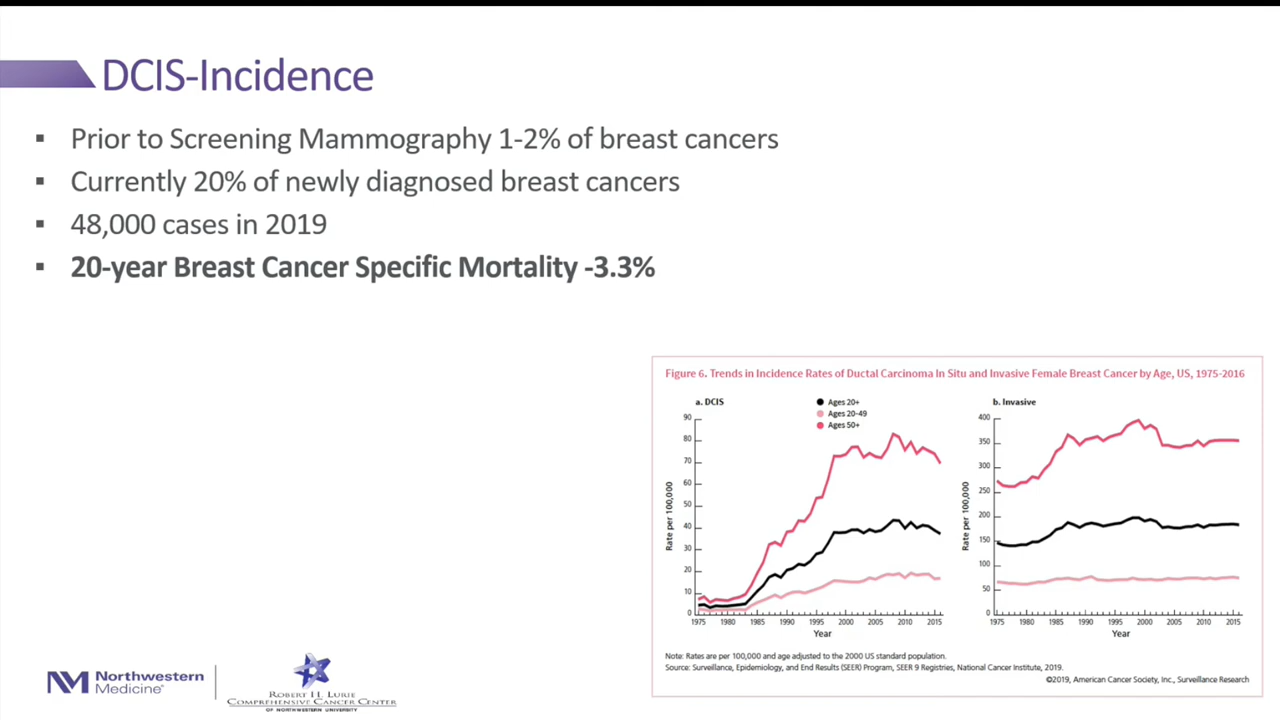 DCIS-Incidence
▪ Prior to Screening Mammography 1-2% of breast cancers
▪ Currently 20% of newly diagnosed breast cancers
▪ 48,000 cases in 2019
▪ 20-year Breast Cancer Specific Mortality -3.3%
Figure 6. Trends in Incidence Rates of Ductal Carcinoma In Situ and Invasive Female Breast Cancer by Age, US, 1975-2016
a. DCIS
Ages 20+
Ages 20-49
Ages 50+
90
80
70
60
50
40
30
20
10
0
Rate per 100,000
1975 1980 1985 1990 1995 2000 2005 2010 2015
Year
b. Invasive
400
350
300
250
200
150
100
50
0
Rate per 100,000
1975 1980 1985 1990 1995 2000 2005 2010 2015
Year
Note: Rates are per 100,000 and age adjusted to the 2000 US standard population.
Source: Surveillance, Epidemiology, and End Results (SEER) Program, SEER 9 Registries, National Cancer Institute, 2019.
©2019, American Cancer Society, Inc., Surveillance Research
NM Northwestern
Medicine®
Robert H. Lurie
Comprehensive Cancer Center
of Northwestern University